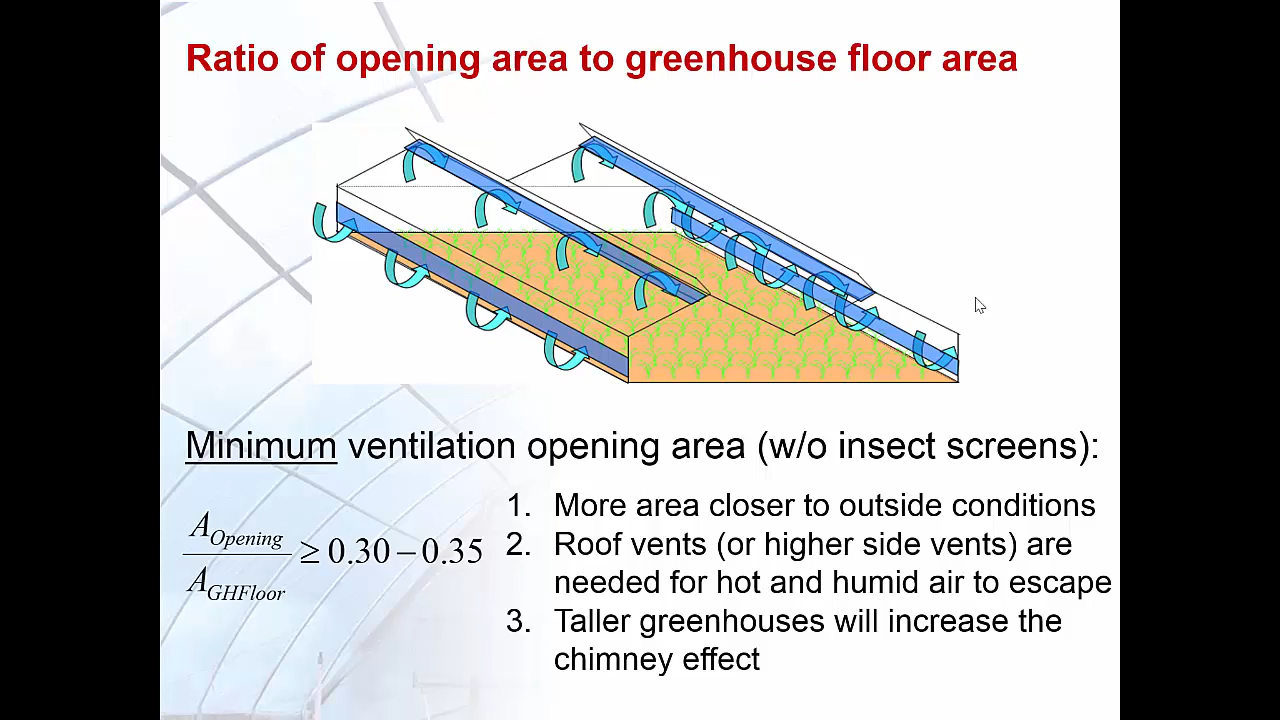 Ratio of opening area to greenhouse floor area
Minimum ventilation opening area (w/o insect screens):
A_Opening / A_GHFloor ≥ 0.30 – 0.35
1. More area closer to outside conditions
2. Roof vents (or higher side vents) are
needed for hot and humid air to escape
3. Taller greenhouses will increase the
chimney effect